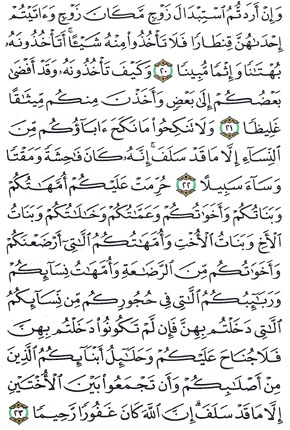 وَإِنْ أَرَدتُّمُ ٱسْتِبْدَالَ زَوْجٍ مَّكَانَ زَوْجٍ وَءَاتَيْتُمْ
إِحْدَىٰهُنَّ قِنطَارًا فَلَا تَأْخُذُوا۟ مِنْهُ شَيْـًٔا ۚ أَتَأْخُذُونَهُۥ
بُهْتَٰنًا وَإِثْمًا مُّبِينًا ٢٠ وَكَيْفَ تَأْخُذُونَهُۥ وَقَدْ أَفْضَىٰ
بَعْضُكُمْ إِلَىٰ بَعْضٍ وَأَخَذْنَ مِنكُم مِّيثَٰقًا
غَلِيظًا ٢١ وَلَا تَنكِحُوا۟ مَا نَكَحَ ءَابَآؤُكُم مِّنَ
ٱلنِّسَآءِ إِلَّا مَا قَدْ سَلَفَ ۚ إِنَّهُۥ كَانَ فَٰحِشَةً وَمَقْتًا
وَسَآءَ سَبِيلًا ٢٢ حُرِّمَتْ عَلَيْكُمْ أُمَّهَٰتُكُمْ
وَبَنَاتُكُمْ وَأَخَوَٰتُكُمْ وَعَمَّٰتُكُمْ وَخَٰلَٰتُكُمْ وَبَنَاتُ
ٱلْأَخِ وَبَنَاتُ ٱلْأُخْتِ وَأُمَّهَٰتُكُمُ ٱلَّٰتِىٓ أَرْضَعْنَكُمْ
وَأَخَوَٰتُكُم مِّنَ ٱلرَّضَٰعَةِ وَأُمَّهَٰتُ نِسَآئِكُمْ
وَرَبَٰٓئِبُكُمُ ٱلَّٰتِى فِى حُجُورِكُم مِّن نِّسَآئِكُمُ
ٱلَّٰتِى دَخَلْتُم بِهِنَّ فَإِن لَّمْ تَكُونُوا۟ دَخَلْتُم بِهِنَّ
فَلَا جُنَاحَ عَلَيْكُمْ وَحَلَٰٓئِلُ أَبْنَآئِكُمُ ٱلَّذِينَ
مِنْ أَصْلَٰبِكُمْ وَأَن تَجْمَعُوا۟ بَيْنَ ٱلْأُخْتَيْنِ
إِلَّا مَا قَدْ سَلَفَ ۗ إِنَّ ٱللَّهَ كَانَ غَفُورًا رَّحِيمًا ٢٣